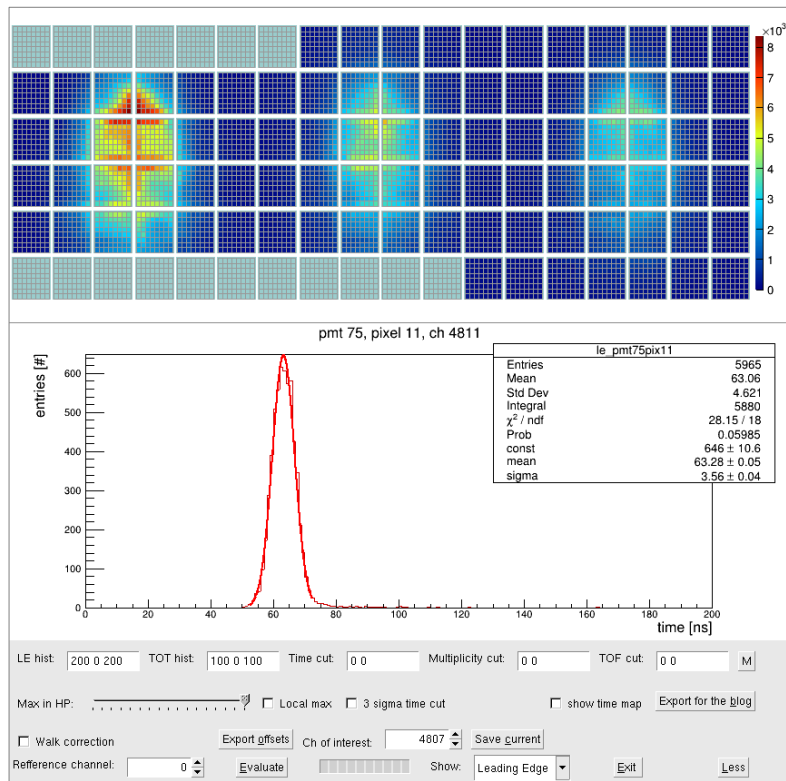 ×10³
8
7
6
5
4
3
2
1
0
pmt 75, pixel 11, ch 4811
entries [#]
600
500
400
300
200
100
0
0 20 40 60 80 100 120 140 160 180 200
time [ns]
le_pmt75pix11
Entries 5965
Mean 63.06
Std Dev 4.621
Integral 5880
χ² / ndf 28.15 / 18
Prob 0.05985
const 646 ± 10.6
mean 63.28 ± 0.05
sigma 3.56 ± 0.04
LE hist: 200 0 200 TOT hist: 100 0 100 Time cut: 0 0 Multiplicity cut: 0 0 TOF cut: 0 0 M
Max in HP: Local max 3 sigma time cut show time map Export for the blog
Walk correction Export offsets Ch of interest: 4807 Save current
Refference channel: 0 Evaluate Show: Leading Edge Exit Less